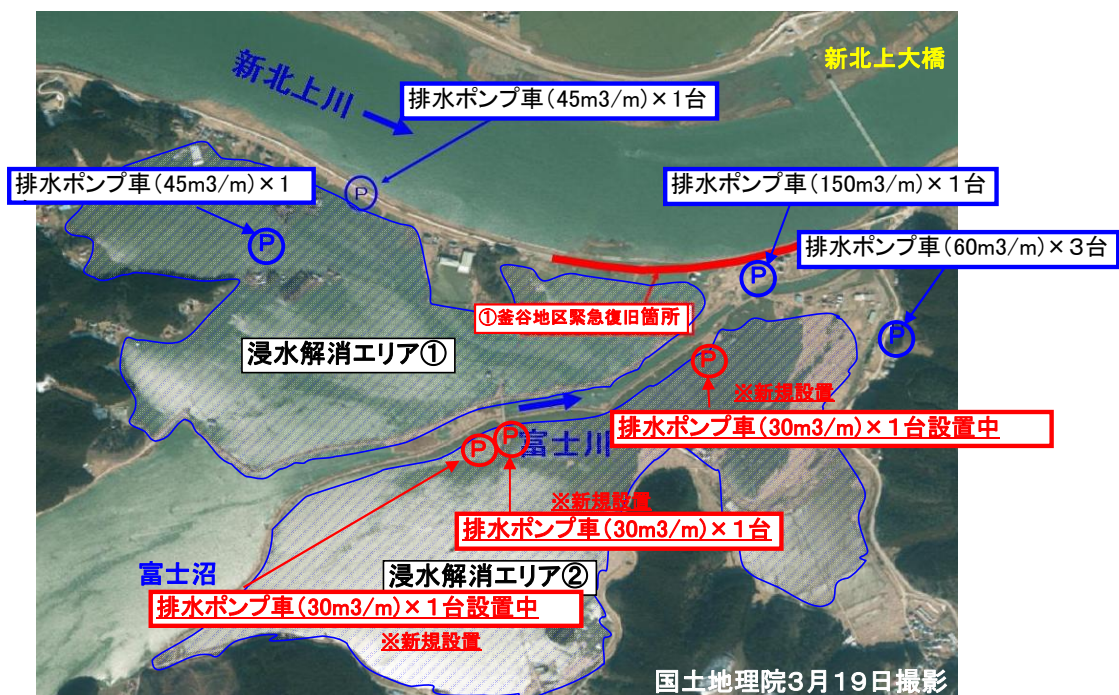 新北上大橋
新北上川
排水ポンプ車(45m3/m)×1台
排水ポンプ車(45m3/m)×1
排水ポンプ車(150m3/m)×1台
P
P
P
排水ポンプ車(60m3/m)×3台
P
①釜谷地区緊急復旧箇所
浸水解消エリア①
P
※新規設置
排水ポンプ車(30m3/m)×1台設置中
P
P
富士川
※新規設置
排水ポンプ車(30m3/m)×1台
富士沼
浸水解消エリア②
排水ポンプ車(30m3/m)×1台設置中
※新規設置
国土地理院3月19日撮影